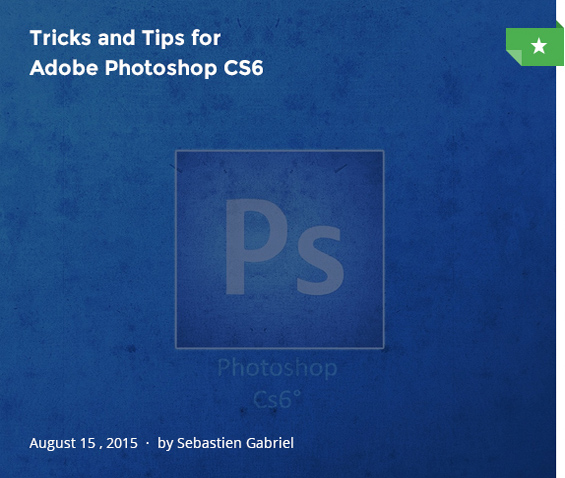 Tricks and Tips for
Adobe Photoshop CS6
Ps
Photoshop
Cs6°
August 15 , 2015 · by Sebastien Gabriel